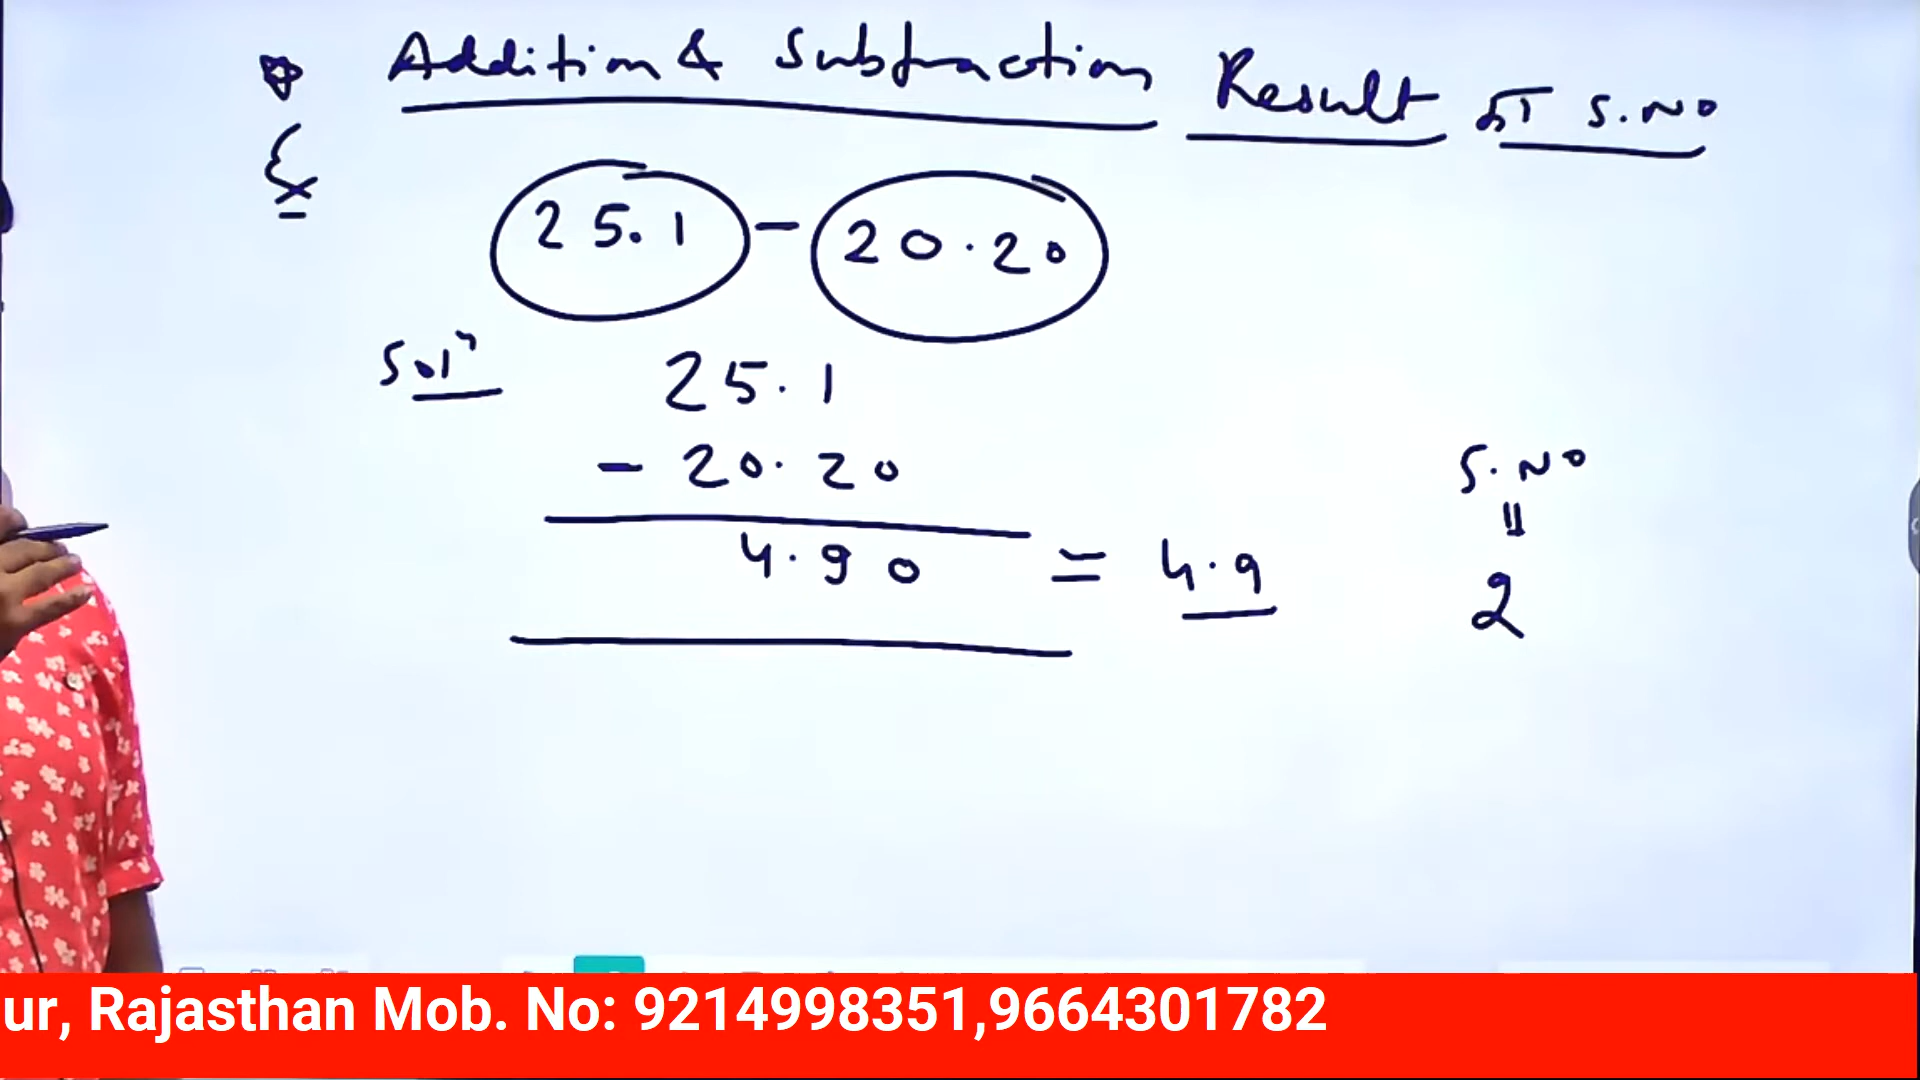 Addition & Subtraction Result का S.No
Ex
25.1 - 20.20
Solⁿ 25.1
- 20.20
4.90 = 4.9
S.No
=
2
ur, Rajasthan Mob. No: 9214998351,9664301782